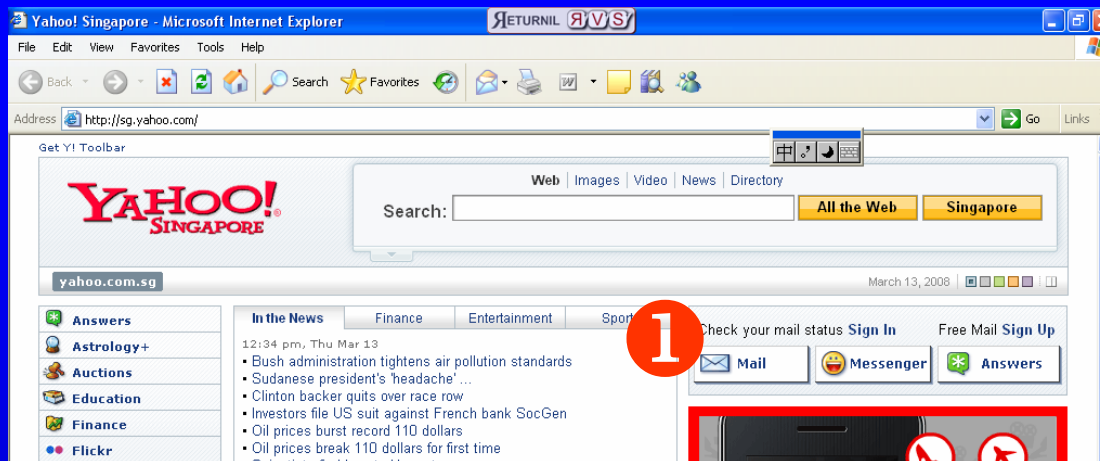 Yahoo! Singapore - Microsoft Internet Explorer
RETURNIL RVS
File Edit View Favorites Tools Help
Back Search Favorites
Address http://sg.yahoo.com/ Go Links
Get Y! Toolbar
中
YAHOO!
SINGAPORE
Web | Images | Video | News | Directory
Search: All the Web Singapore
yahoo.com.sg
March 13, 2008
Answers
Astrology+
Auctions
Education
Finance
Flickr
In the News Finance Entertainment
12:34 pm, Thu Mar 13
▪ Bush administration tightens air pollution standards
▪ Sudanese president's 'headache' ...
▪ Clinton backer quits over race row
▪ Investors file US suit against French bank SocGen
▪ Oil prices burst record 110 dollars
▪ Oil prices break 110 dollars for first time
1
Check your mail status Sign In Free Mail Sign Up
Mail Messenger Answers